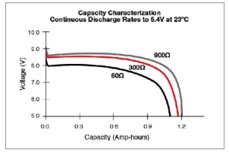 Capacity Characterization
Continuous Discharge Rates to 5.4V at 23°C
10.0
9.0
8.0
7.0
6.0
5.0
Voltage (V)
900Ω
300Ω
60Ω
0.0
0.3
0.6
0.9
1.2
Capacity (Amp-hours)